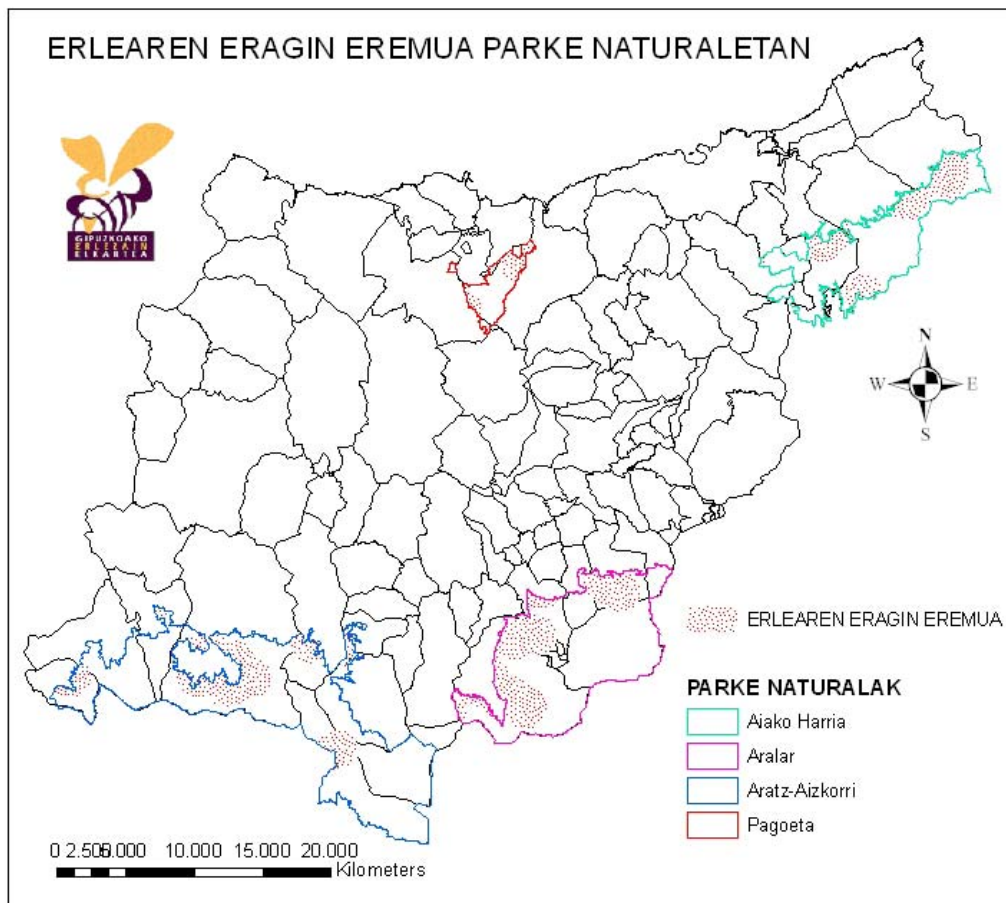 ERLEAREN ERAGIN EREMUA PARKE NATURALETAN
GIPUZKOAKO
ERLEZAIN
ELKARTEA
N
W E
S
ERLEAREN ERAGIN EREMUA
PARKE NATURALAK
Aiako Harria
Aralar
Aratz-Aizkorri
Pagoeta
0 2.500 5.000 10.000 15.000 20.000
Kilometers